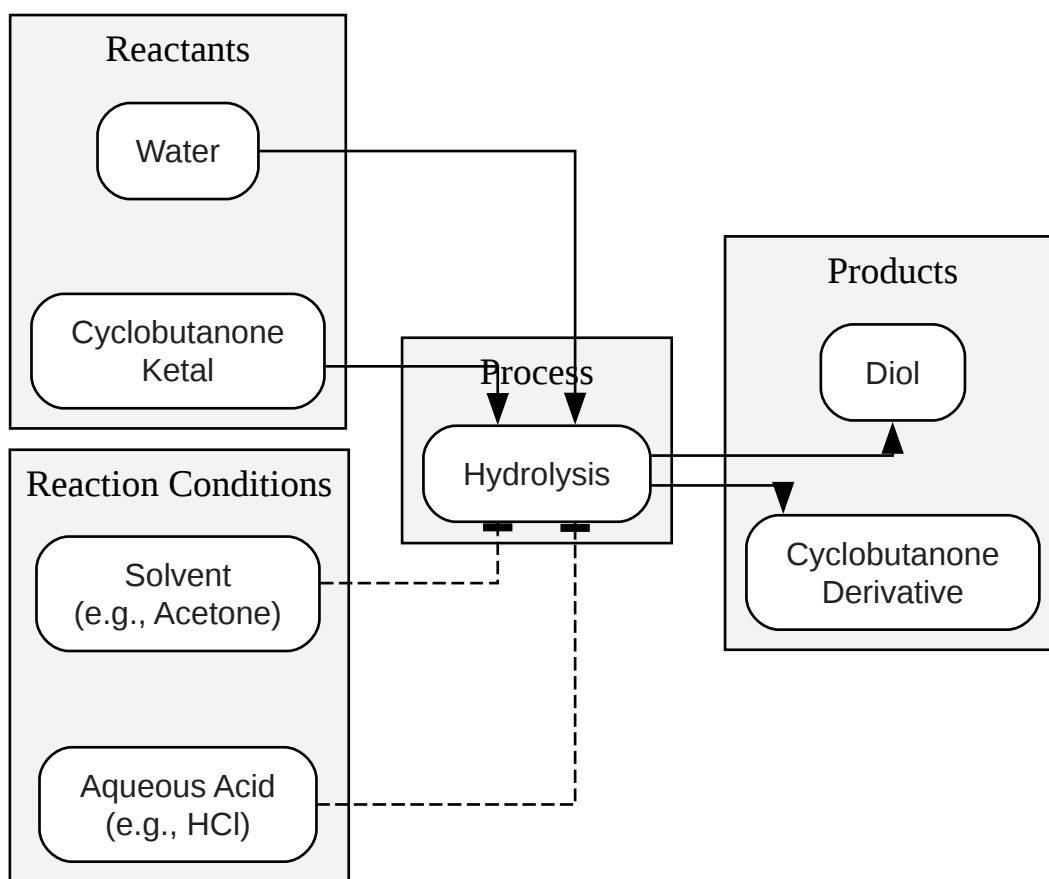 Reactants
Water
Cyclobutanone
Ketal
Process
Hydrolysis
Products
Diol
Cyclobutanone
Derivative
Reaction Conditions
Solvent
(e.g., Acetone)
Aqueous Acid
(e.g., HCl)